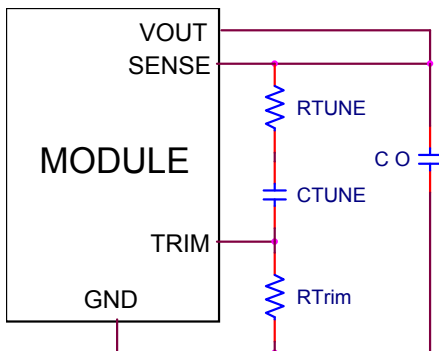 VOUT
SENSE
RTUNE
MODULE
C O
CTUNE
TRIM
GND
RTrim